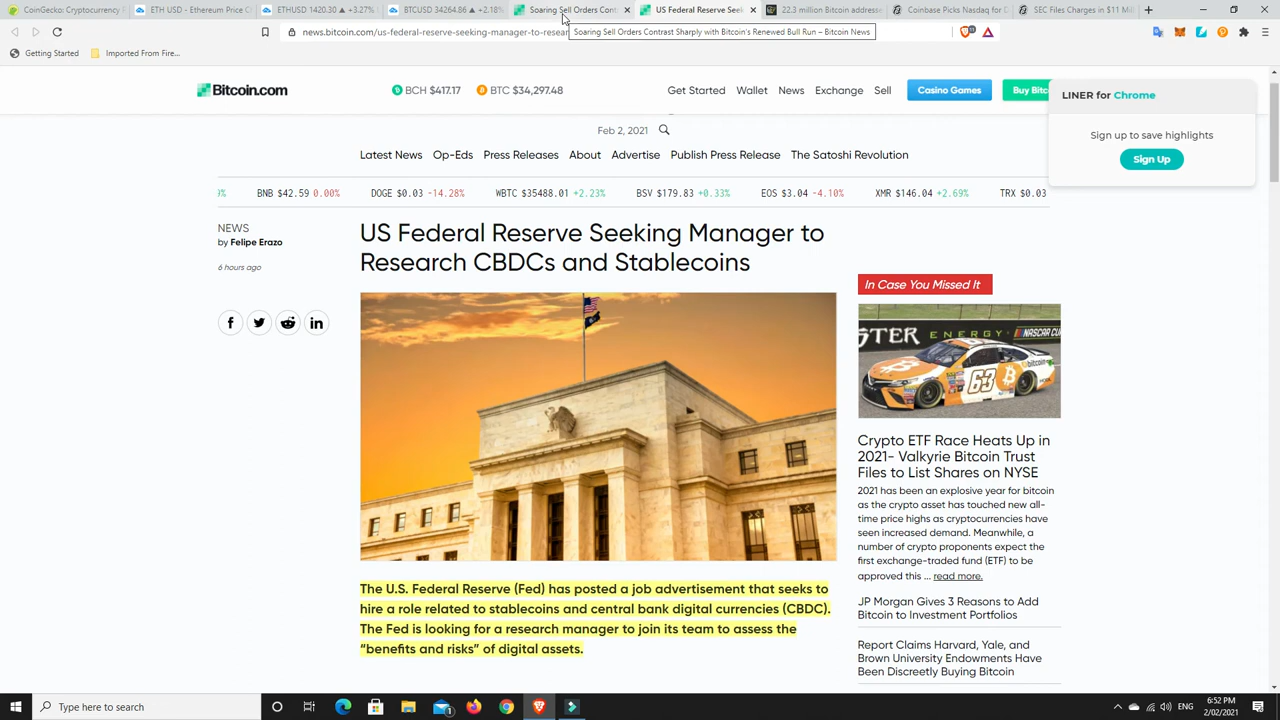 CoinGecko: Cryptocurrency
ETH USD - Ethereum Price C
ETHUSD 1420.30 ▲ +3.27%
BTCUSD 34264.86 ▲ +2.18%
Soaring Sell Orders Cont
US Federal Reserve Seek
22.3 million Bitcoin addresse
Coinbase Picks Nasdaq for D
SEC Files Charges in $11 Mil
news.bitcoin.com/us-federal-reserve-seeking-manager-to-resear
Soaring Sell Orders Contrast Sharply with Bitcoin's Renewed Bull Run – Bitcoin News
Getting Started
Imported From Fire...
Bitcoin.com
BCH $417.17
BTC $34,297.48
Get Started
Wallet
News
Exchange
Sell
Casino Games
Buy Bitc
LINER for Chrome
Sign up to save highlights
Sign Up
Feb 2, 2021
Latest News
Op-Eds
Press Releases
About
Advertise
Publish Press Release
The Satoshi Revolution
BNB $42.59 0.00%
DOGE $0.03 -14.28%
WBTC $35488.01 +2.23%
BSV $179.83 +0.33%
EOS $3.04 -4.10%
XMR $146.04 +2.69%
TRX $0.03
NEWS
by Felipe Erazo
6 hours ago
US Federal Reserve Seeking Manager to
Research CBDCs and Stablecoins
The U.S. Federal Reserve (Fed) has posted a job advertisement that seeks to
hire a role related to stablecoins and central bank digital currencies (CBDC).
The Fed is looking for a research manager to join its team to assess the
“benefits and risks” of digital assets.
In Case You Missed It
STER ENERGY
NASCAR CU
63
bitcoin
Crypto ETF Race Heats Up in
2021- Valkyrie Bitcoin Trust
Files to List Shares on NYSE
2021 has been an explosive year for bitcoin
as the crypto asset has touched new all-
time price highs as cryptocurrencies have
seen increased demand. Meanwhile, a
number of crypto proponents expect the
first exchange-traded fund (ETF) to be
approved this ... read more.
JP Morgan Gives 3 Reasons to Add
Bitcoin to Investment Portfolios
Report Claims Harvard, Yale, and
Brown University Endowments Have
Been Discreetly Buying Bitcoin
Type here to search
ENG
6:52 PM
2/02/2021